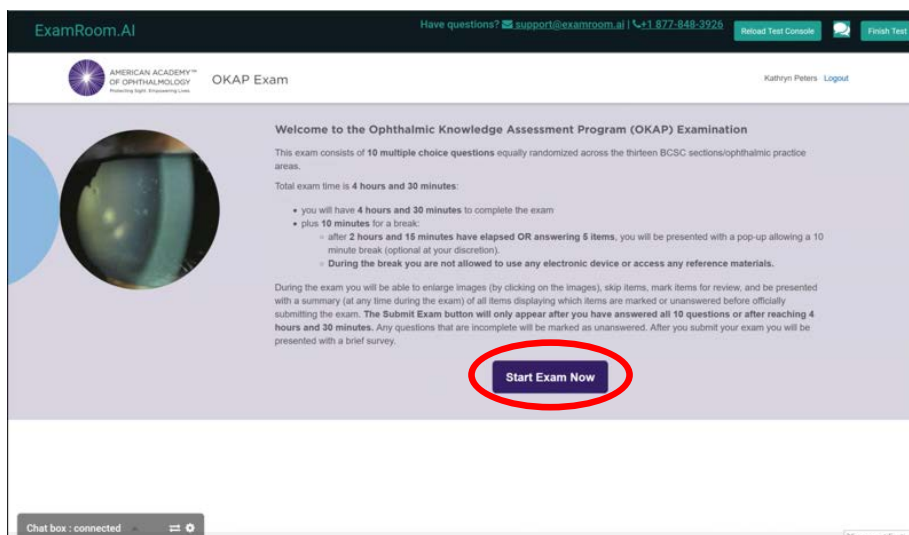 ExamRoom.AI
Have questions? support@examroom.ai | +1 877-848-3926
Reload Test Console
Finish Test
AMERICAN ACADEMY™
OF OPHTHALMOLOGY
Protecting Sight. Empowering Lives.
OKAP Exam
Kathryn Peters Logout
Welcome to the Ophthalmic Knowledge Assessment Program (OKAP) Examination
This exam consists of 10 multiple choice questions equally randomized across the thirteen BCSC sections/ophthalmic practice
areas.
Total exam time is 4 hours and 30 minutes:
• you will have 4 hours and 30 minutes to complete the exam
• plus 10 minutes for a break:
after 2 hours and 15 minutes have elapsed OR answering 5 items, you will be presented with a pop-up allowing a 10
minute break (optional at your discretion).
During the break you are not allowed to use any electronic device or access any reference materials.
During the exam you will be able to enlarge images (by clicking on the images), skip items, mark items for review, and be presented
with a summary (at any time during the exam) of all items displaying which items are marked or unanswered before officially
submitting the exam. The Submit Exam button will only appear after you have answered all 10 questions or after reaching 4
hours and 30 minutes. Any questions that are incomplete will be marked as unanswered. After you submit your exam you will be
presented with a brief survey.
Start Exam Now
Chat box : connected